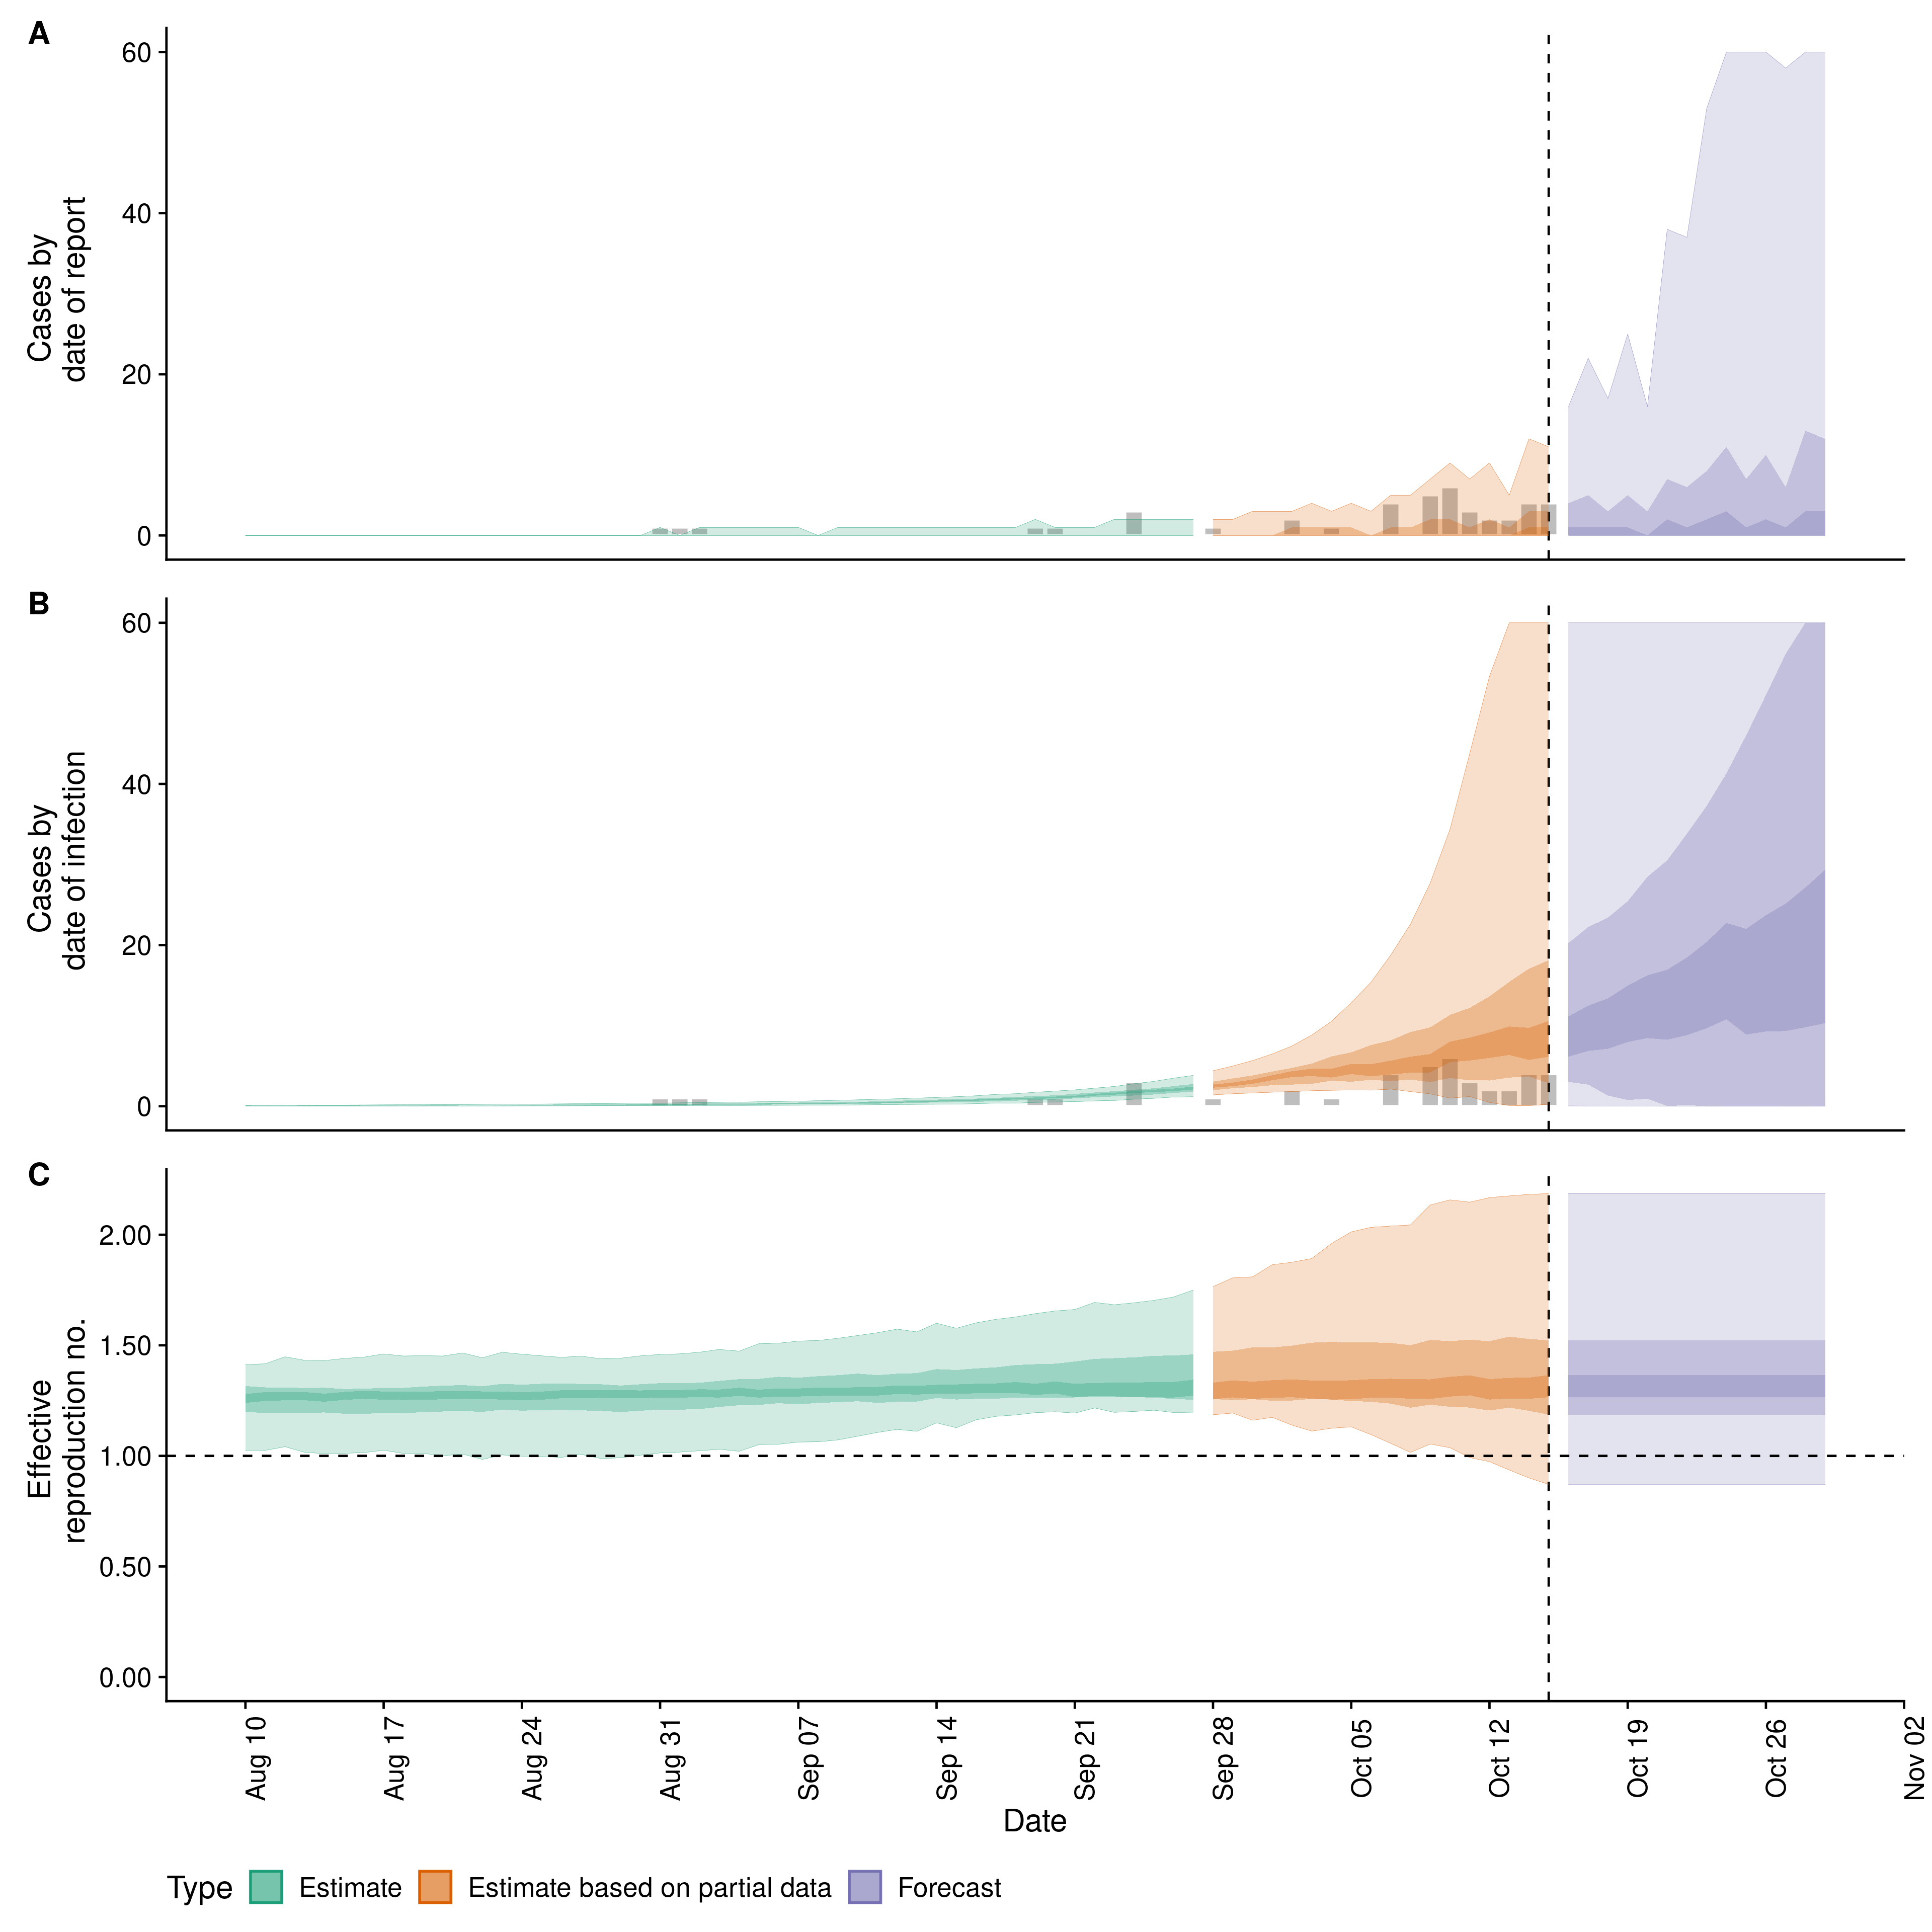 A
Cases by
date of report
60
40
20
0
B
Cases by
date of infection
60
40
20
0
C
Effective
reproduction no.
2.00
1.50
1.00
0.50
0.00
Aug 10
Aug 17
Aug 24
Aug 31
Sep 07
Sep 14
Sep 21
Sep 28
Oct 05
Oct 12
Oct 19
Oct 26
Nov 02
Date
Type Estimate Estimate based on partial data Forecast